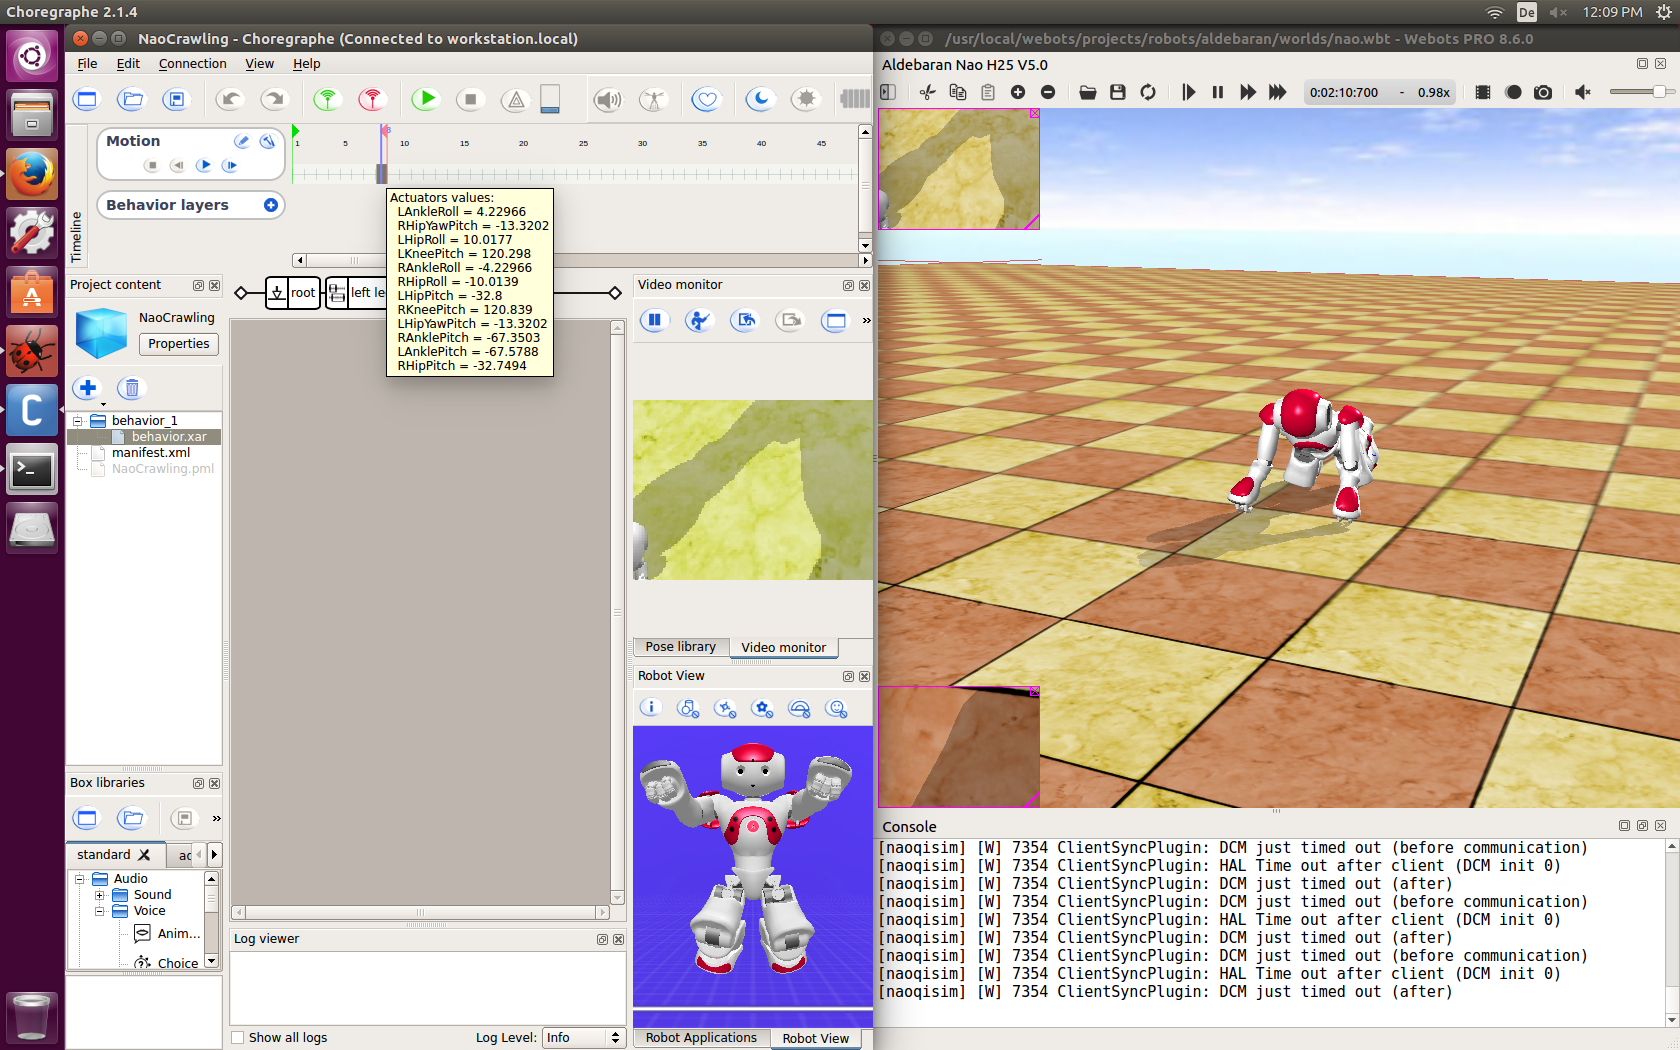 Choregraphe 2.1.4
De
12:09 PM
NaoCrawling - Choregraphe (Connected to workstation.local)
File Edit Connection View Help
Timeline
Motion
Behavior layers
1 5 10 15 20 25 30 35 40 45
Actuators values:
LAnkleRoll = 4.22966
RHipYawPitch = -13.3202
LHipRoll = 10.0177
LKneePitch = 120.298
RAnkleRoll = -4.22966
RHipRoll = -10.0139
LHipPitch = -32.8
RKneePitch = 120.839
LHipYawPitch = -13.3202
RAnklePitch = -67.3503
LAnklePitch = -67.5788
RHipPitch = -32.7494
Project content
NaoCrawling
Properties
behavior_1
behavior.xar
manifest.xml
NaoCrawling.pml
root
left le
Box libraries
standard
Audio
Sound
Voice
Anim...
Choice
Log viewer
Show all logs
Log Level: Info
Video monitor
Pose library Video monitor
Robot View
Robot Applications Robot View
/usr/local/webots/projects/robots/aldebaran/worlds/nao.wbt - Webots PRO 8.6.0
Aldebaran Nao H25 V5.0
0:02:10:700 - 0.98x
Console
[naoqisim] [W] 7354 ClientSyncPlugin: DCM just timed out (before communication)
[naoqisim] [W] 7354 ClientSyncPlugin: HAL Time out after client (DCM init 0)
[naoqisim] [W] 7354 ClientSyncPlugin: DCM just timed out (after)
[naoqisim] [W] 7354 ClientSyncPlugin: DCM just timed out (before communication)
[naoqisim] [W] 7354 ClientSyncPlugin: HAL Time out after client (DCM init 0)
[naoqisim] [W] 7354 ClientSyncPlugin: DCM just timed out (after)
[naoqisim] [W] 7354 ClientSyncPlugin: DCM just timed out (before communication)
[naoqisim] [W] 7354 ClientSyncPlugin: HAL Time out after client (DCM init 0)
[naoqisim] [W] 7354 ClientSyncPlugin: DCM just timed out (after)